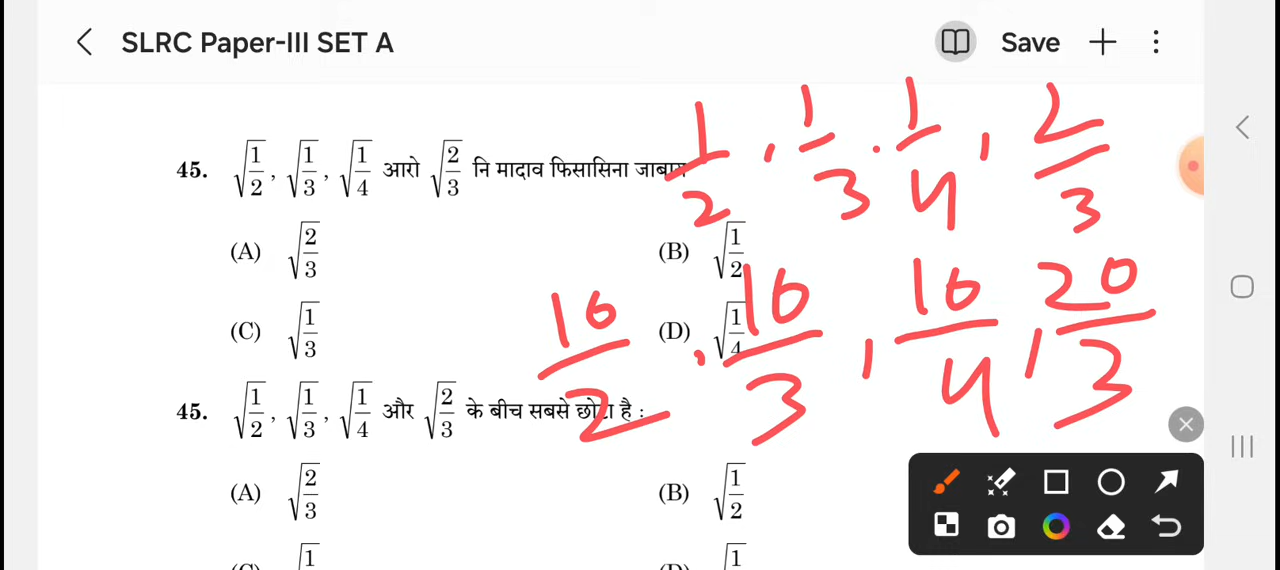 SLRC Paper-III SET A
Save
1/2 , 1/3 . 1/4 , 2/3
45. √1/2, √1/3, √1/4 आरो √2/3 नि मादाव फिसासिना जाबाय
(A) √2/3
(B) √1/2
(C) √1/3
(D) √1/4
10/2 , 10/3 , 10/4 , 20/3
45. √1/2, √1/3, √1/4 और √2/3 के बीच सबसे छोटा है :
(A) √2/3
(B) √1/2
√1
√1